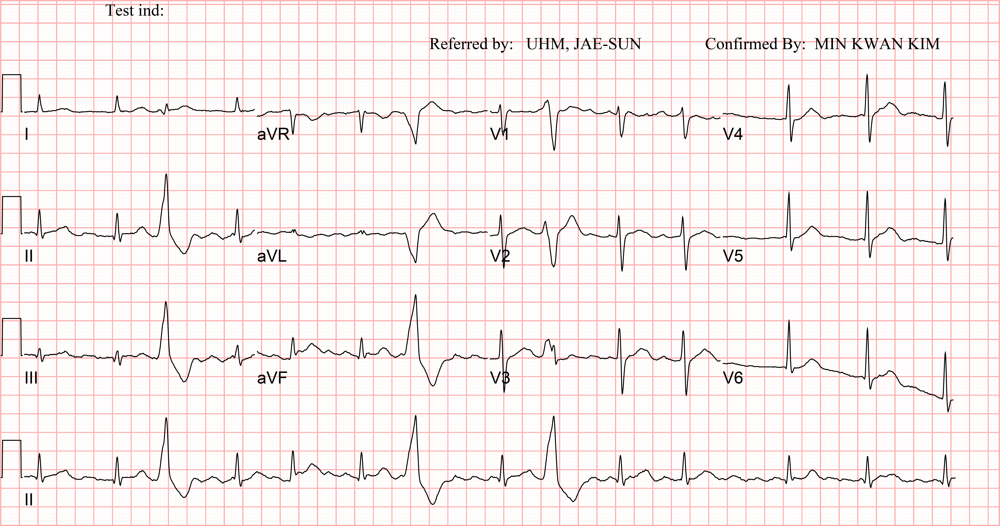 Test ind:
Referred by: UHM, JAE-SUN Confirmed By: MIN KWAN KIM
I aVR V1 V4
II aVL V2 V5
III aVF V3 V6
II